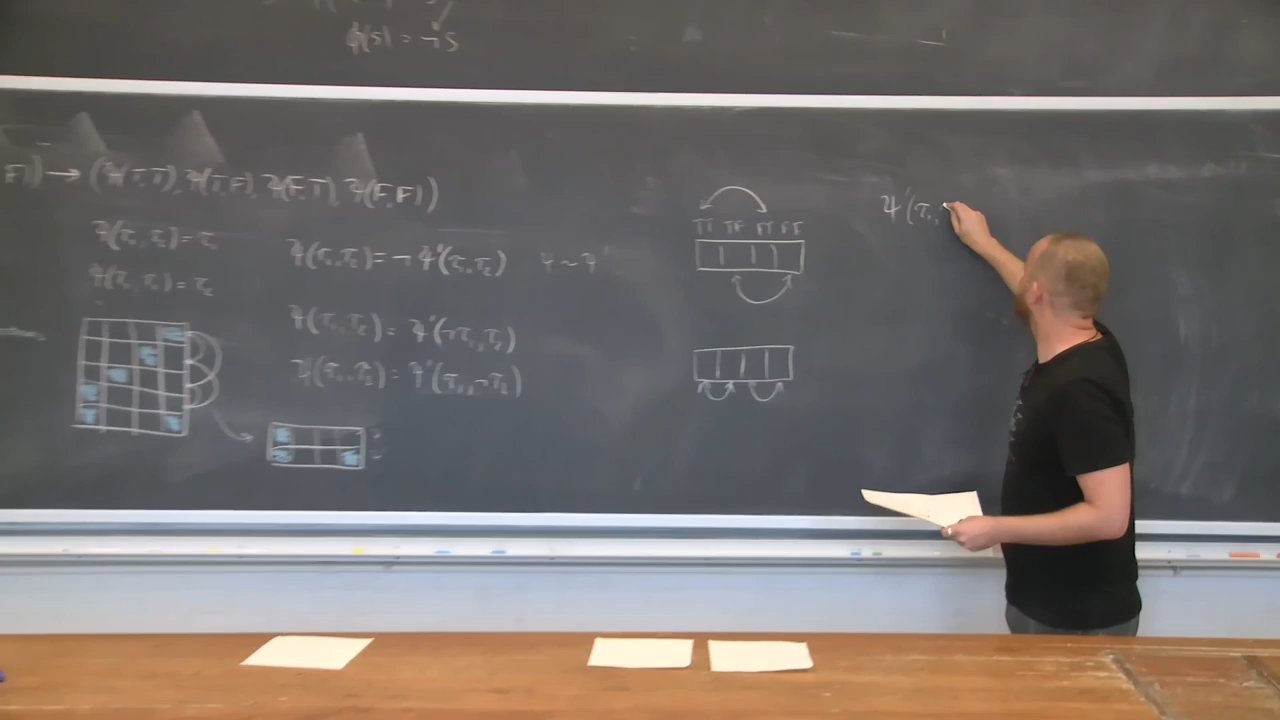 ϕ(s) = ¬s
F)) → (ψ(T,T), ψ(T,F), ψ(F,T), ψ(F,F))
ψ(τ₁, τ₂) = τ₁
ψ(τ₁, τ₂) = τ₂
ψ(τ₁, τ₂) = ¬ψ'(τ₁, τ₂) ψ ~ ψ'
ψ(τ₁, τ₂) = ψ'(¬τ₁, τ₂)
ψ(τ₁, τ₂) = ψ'(τ₁, ¬τ₂)
TT TF FT FF
ψ'(τ₁,